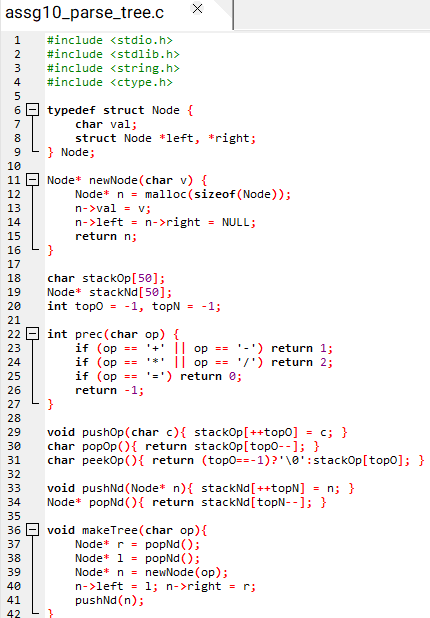 assg10_parse_tree.c ×
1 #include <stdio.h>
2 #include <stdlib.h>
3 #include <string.h>
4 #include <ctype.h>
5
6 typedef struct Node {
7     char val;
8     struct Node *left, *right;
9 } Node;
10
11 Node* newNode(char v) {
12     Node* n = malloc(sizeof(Node));
13     n->val = v;
14     n->left = n->right = NULL;
15     return n;
16 }
17
18 char stackOp[50];
19 Node* stackNd[50];
20 int topO = -1, topN = -1;
21
22 int prec(char op) {
23     if (op == '+' || op == '-') return 1;
24     if (op == '*' || op == '/') return 2;
25     if (op == '=') return 0;
26     return -1;
27 }
28
29 void pushOp(char c){ stackOp[++topO] = c; }
30 char popOp(){ return stackOp[topO--]; }
31 char peekOp(){ return (topO==-1)?'\0':stackOp[topO]; }
32
33 void pushNd(Node* n){ stackNd[++topN] = n; }
34 Node* popNd(){ return stackNd[topN--]; }
35
36 void makeTree(char op){
37     Node* r = popNd();
38     Node* l = popNd();
39     Node* n = newNode(op);
40     n->left = l; n->right = r;
41     pushNd(n);
42 }